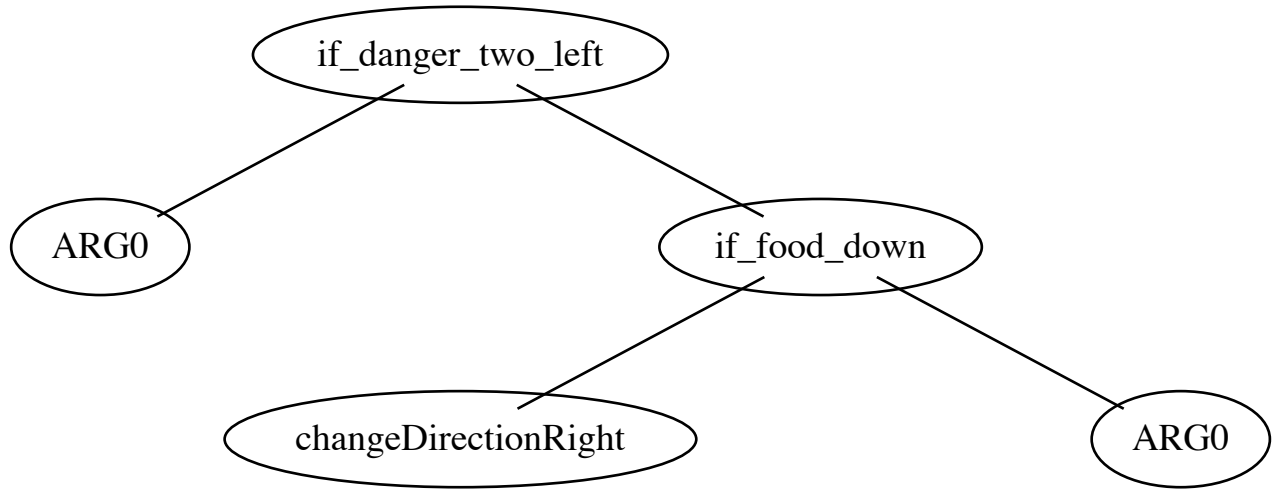 if_danger_two_left
ARG0
if_food_down
changeDirectionRight
ARG0